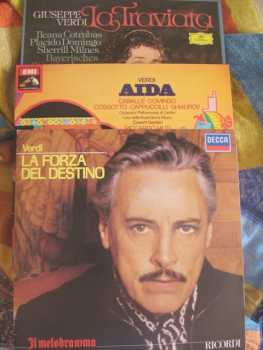 GIUSEPPE
VERDI
La Traviata
Ileana Cotrubas
Placido Domingo
Sherrill Milnes
Bayerisches
EMI
VERDI
AIDA
CABALLÉ DOMINGO
COSSOTTO CAPPUCCILLI GHIAUROV
DECCA
Verdi
LA FORZA
DEL DESTINO
Il melodramma
RICORDI